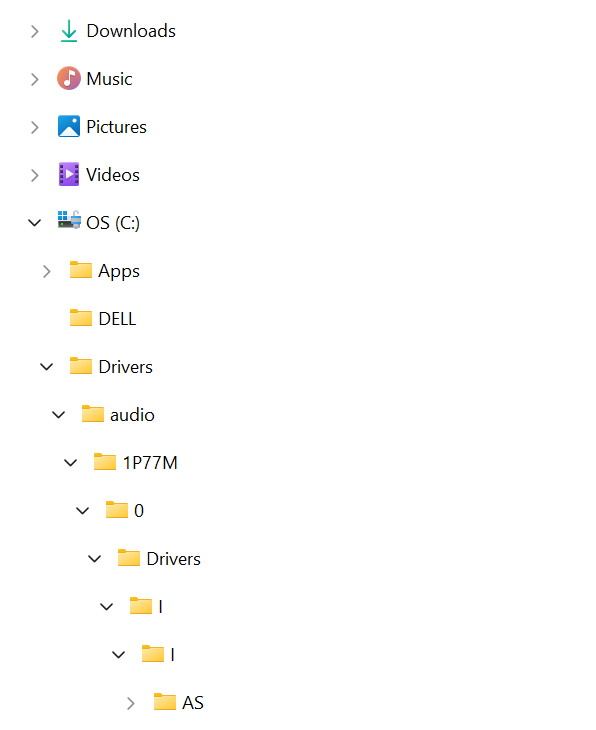 Downloads
Music
Pictures
Videos
OS (C:)
Apps
DELL
Drivers
audio
1P77M
0
Drivers
I
I
AS